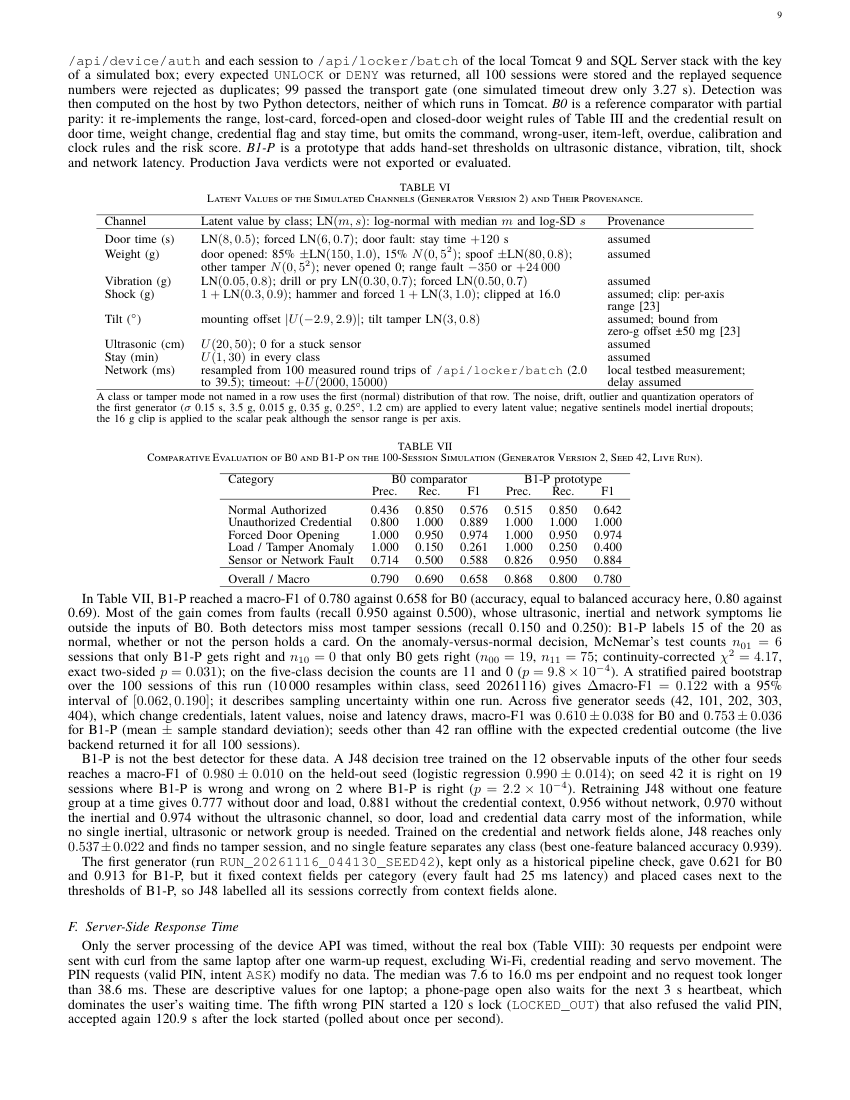 9
/api/device/auth and each session to /api/locker/batch of the local Tomcat 9 and SQL Server stack with the key
of a simulated box; every expected UNLOCK or DENY was returned, all 100 sessions were stored and the replayed sequence
numbers were rejected as duplicates; 99 passed the transport gate (one simulated timeout drew only 3.27 s). Detection was
then computed on the host by two Python detectors, neither of which runs in Tomcat. B0 is a reference comparator with partial
parity: it re-implements the range, lost-card, forced-open and closed-door weight rules of Table III and the credential result on
door time, weight change, credential flag and stay time, but omits the command, wrong-user, item-left, overdue, calibration and
clock rules and the risk score. B1-P is a prototype that adds hand-set thresholds on ultrasonic distance, vibration, tilt, shock
and network latency. Production Java verdicts were not exported or evaluated.
TABLE VI
LATENT VALUES OF THE SIMULATED CHANNELS (GENERATOR VERSION 2) AND THEIR PROVENANCE.
Channel Latent value by class; LN(m, s): log-normal with median m and log-SD s Provenance
Door time (s) LN(8, 0.5); forced LN(6, 0.7); door fault: stay time +120 s assumed
Weight (g) door opened: 85% ±LN(150, 1.0), 15% N(0, 5²); spoof ±LN(80, 0.8); assumed
other tamper N(0, 5²); never opened 0; range fault −350 or +24 000
Vibration (g) LN(0.05, 0.8); drill or pry LN(0.30, 0.7); forced LN(0.50, 0.7) assumed
Shock (g) 1 + LN(0.3, 0.9); hammer and forced 1 + LN(3, 1.0); clipped at 16.0 assumed; clip: per-axis
range [23]
Tilt (°) mounting offset |U(−2.9, 2.9)|; tilt tamper LN(3, 0.8) assumed; bound from
zero-g offset ±50 mg [23]
Ultrasonic (cm) U(20, 50); 0 for a stuck sensor assumed
Stay (min) U(1, 30) in every class assumed
Network (ms) resampled from 100 measured round trips of /api/locker/batch (2.0 local testbed measurement;
to 39.5); timeout: +U(2000, 15000) delay assumed
A class or tamper mode not named in a row uses the first (normal) distribution of that row. The noise, drift, outlier and quantization operators of
the first generator (σ 0.15 s, 3.5 g, 0.015 g, 0.35 g, 0.25°, 1.2 cm) are applied to every latent value; negative sentinels model inertial dropouts;
the 16 g clip is applied to the scalar peak although the sensor range is per axis.
TABLE VII
COMPARATIVE EVALUATION OF B0 AND B1-P ON THE 100-SESSION SIMULATION (GENERATOR VERSION 2, SEED 42, LIVE RUN).
Category B0 comparator B1-P prototype
Prec. Rec. F1 Prec. Rec. F1
Normal Authorized 0.436 0.850 0.576 0.515 0.850 0.642
Unauthorized Credential 0.800 1.000 0.889 1.000 1.000 1.000
Forced Door Opening 1.000 0.950 0.974 1.000 0.950 0.974
Load / Tamper Anomaly 1.000 0.150 0.261 1.000 0.250 0.400
Sensor or Network Fault 0.714 0.500 0.588 0.826 0.950 0.884
Overall / Macro 0.790 0.690 0.658 0.868 0.800 0.780
In Table VII, B1-P reached a macro-F1 of 0.780 against 0.658 for B0 (accuracy, equal to balanced accuracy here, 0.80 against
0.69). Most of the gain comes from faults (recall 0.950 against 0.500), whose ultrasonic, inertial and network symptoms lie
outside the inputs of B0. Both detectors miss most tamper sessions (recall 0.150 and 0.250): B1-P labels 15 of the 20 as
normal, whether or not the person holds a card. On the anomaly-versus-normal decision, McNemar's test counts n₀₁ = 6
sessions that only B1-P gets right and n₁₀ = 0 that only B0 gets right (n₀₀ = 19, n₁₁ = 75; continuity-corrected χ² = 4.17,
exact two-sided p = 0.031); on the five-class decision the counts are 11 and 0 (p = 9.8 × 10⁻⁴). A stratified paired bootstrap
over the 100 sessions of this run (10 000 resamples within class, seed 20261116) gives Δmacro-F1 = 0.122 with a 95%
interval of [0.062, 0.190]; it describes sampling uncertainty within one run. Across five generator seeds (42, 101, 202, 303,
404), which change credentials, latent values, noise and latency draws, macro-F1 was 0.610 ± 0.038 for B0 and 0.753 ± 0.036
for B1-P (mean ± sample standard deviation); seeds other than 42 ran offline with the expected credential outcome (the live
backend returned it for all 100 sessions).
B1-P is not the best detector for these data. A J48 decision tree trained on the 12 observable inputs of the other four seeds
reaches a macro-F1 of 0.980 ± 0.010 on the held-out seed (logistic regression 0.990 ± 0.014); on seed 42 it is right on 19
sessions where B1-P is wrong and wrong on 2 where B1-P is right (p = 2.2 × 10⁻⁴). Retraining J48 without one feature
group at a time gives 0.777 without door and load, 0.881 without the credential context, 0.956 without network, 0.970 without
the inertial and 0.974 without the ultrasonic channel, so door, load and credential data carry most of the information, while
no single inertial, ultrasonic or network group is needed. Trained on the credential and network fields alone, J48 reaches only
0.537 ± 0.022 and finds no tamper session, and no single feature separates any class (best one-feature balanced accuracy 0.939).
The first generator (run RUN_20261116_044130_SEED42), kept only as a historical pipeline check, gave 0.621 for B0
and 0.913 for B1-P, but it fixed context fields per category (every fault had 25 ms latency) and placed cases next to the
thresholds of B1-P, so J48 labelled all its sessions correctly from context fields alone.
F. Server-Side Response Time
Only the server processing of the device API was timed, without the real box (Table VIII): 30 requests per endpoint were
sent with curl from the same laptop after one warm-up request, excluding Wi-Fi, credential reading and servo movement. The
PIN requests (valid PIN, intent ASK) modify no data. The median was 7.6 to 16.0 ms per endpoint and no request took longer
than 38.6 ms. These are descriptive values for one laptop; a phone-page open also waits for the next 3 s heartbeat, which
dominates the user's waiting time. The fifth wrong PIN started a 120 s lock (LOCKED_OUT) that also refused the valid PIN,
accepted again 120.9 s after the lock started (polled about once per second).